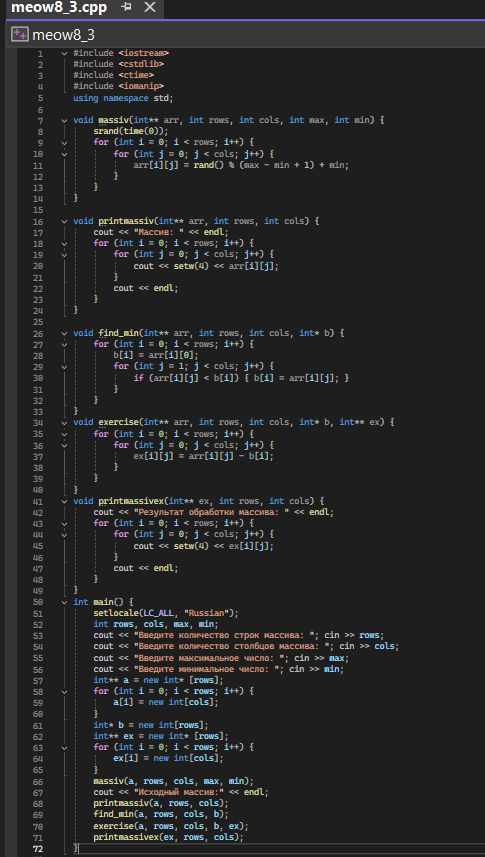 meow8_3.cpp
meow8_3
1 #include <iostream>
2 #include <cstdlib>
3 #include <ctime>
4 #include <iomanip>
5 using namespace std;
6
7 void massiv(int** arr, int rows, int cols, int max, int min) {
8 srand(time(0));
9 for (int i = 0; i < rows; i++) {
10 for (int j = 0; j < cols; j++) {
11 arr[i][j] = rand() % (max - min + 1) + min;
12 }
13 }
14 }
15
16 void printmassiv(int** arr, int rows, int cols) {
17 cout << "Массив: " << endl;
18 for (int i = 0; i < rows; i++) {
19 for (int j = 0; j < cols; j++) {
20 cout << setw(4) << arr[i][j];
21 }
22 cout << endl;
23 }
24 }
25
26 void find_min(int** arr, int rows, int cols, int* b) {
27 for (int i = 0; i < rows; i++) {
28 b[i] = arr[i][0];
29 for (int j = 1; j < cols; j++) {
30 if (arr[i][j] < b[i]) { b[i] = arr[i][j]; }
31 }
32 }
33 }
34 void exercise(int** arr, int rows, int cols, int* b, int** ex) {
35 for (int i = 0; i < rows; i++) {
36 for (int j = 0; j < cols; j++) {
37 ex[i][j] = arr[i][j] - b[i];
38 }
39 }
40 }
41 void printmassivex(int** ex, int rows, int cols) {
42 cout << "Результат обработки массива: " << endl;
43 for (int i = 0; i < rows; i++) {
44 for (int j = 0; j < cols; j++) {
45 cout << setw(4) << ex[i][j];
46 }
47 cout << endl;
48 }
49 }
50 int main() {
51 setlocale(LC_ALL, "Russian");
52 int rows, cols, max, min;
53 cout << "Введите количество строк массива: "; cin >> rows;
54 cout << "Введите количество столбцов массива: "; cin >> cols;
55 cout << "Введите максимальное число: "; cin >> max;
56 cout << "Введите минимальное число: "; cin >> min;
57 int** a = new int* [rows];
58 for (int i = 0; i < rows; i++) {
59 a[i] = new int[cols];
60 }
61 int* b = new int[rows];
62 int** ex = new int* [rows];
63 for (int i = 0; i < rows; i++) {
64 ex[i] = new int[cols];
65 }
66 massiv(a, rows, cols, max, min);
67 cout << "Исходный массив:" << endl;
68 printmassiv(a, rows, cols);
69 find_min(a, rows, cols, b);
70 exercise(a, rows, cols, b, ex);
71 printmassivex(ex, rows, cols);
72 }